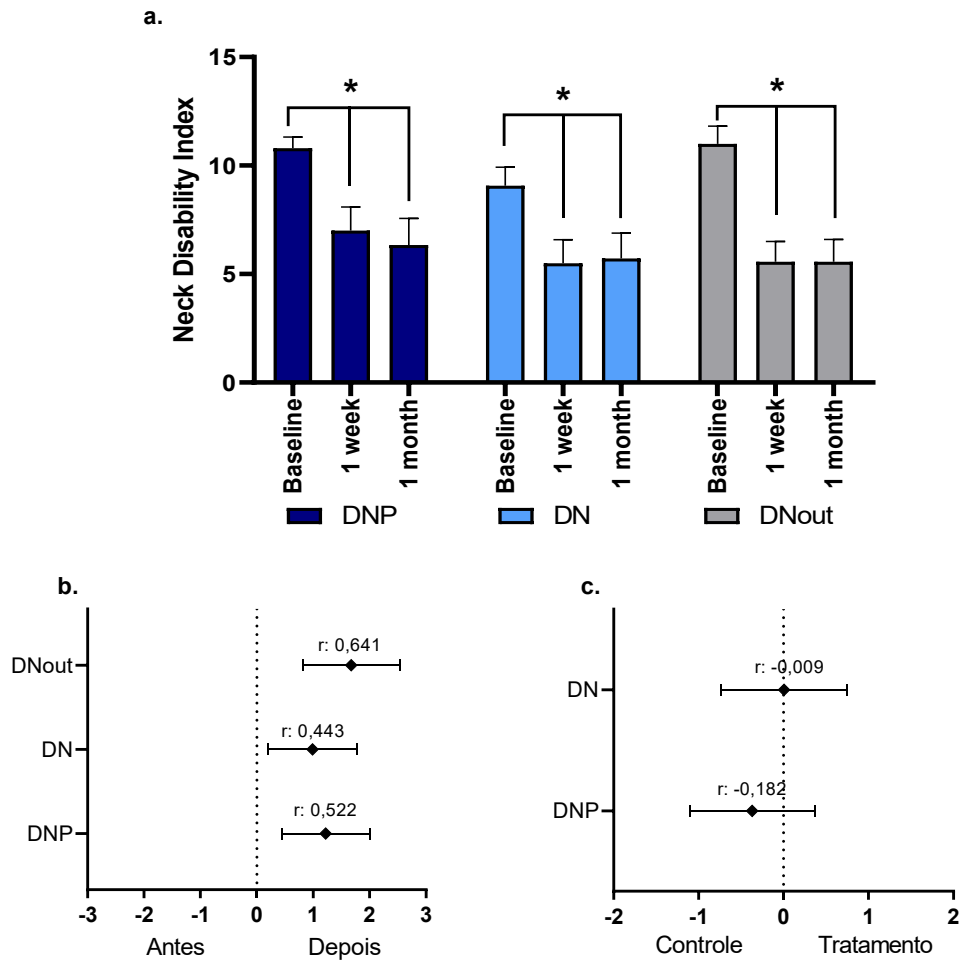 a.
Neck Disability Index
15
10
5
0
*
*
*
Baseline
1 week
1 month
Baseline
1 week
1 month
Baseline
1 week
1 month
DNP
DN
DNout
b.
DNout
DN
DNP
r: 0,641
r: 0,443
r: 0,522
-3 -2 -1 0 1 2 3
Antes Depois
c.
DN
DNP
r: -0,009
r: -0,182
-2 -1 0 1 2
Controle Tratamento